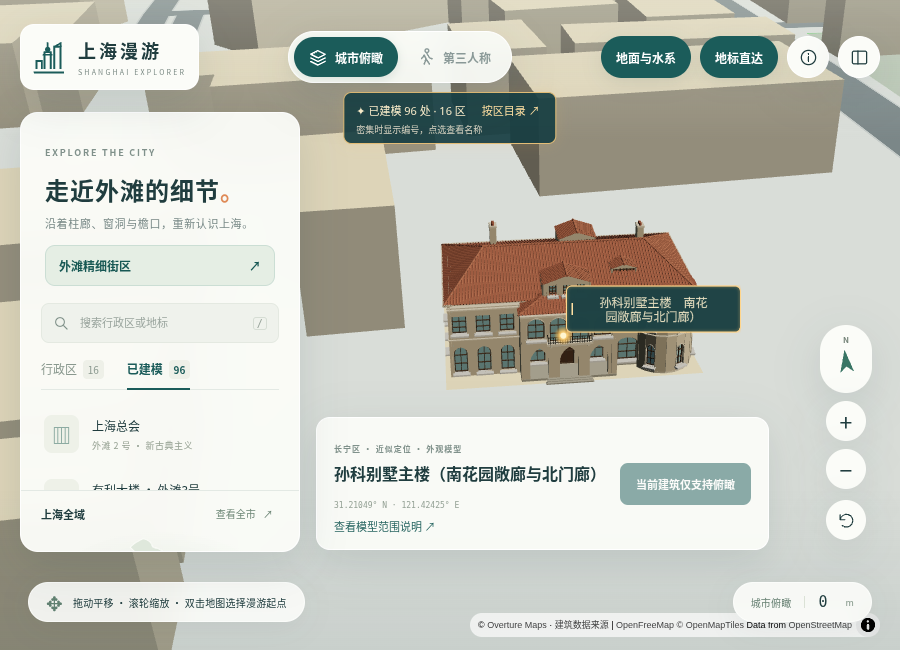 上海漫游
SHANGHAI EXPLORER
城市俯瞰
第三人称
地面与水系
地标直达
✦ 已建模 96 处 · 16 区 按区目录 ↗
密集时显示编号，点选查看名称
EXPLORE THE CITY
走近外滩的细节。
沿着柱廊、窗洞与檐口，重新认识上海。
外滩精细街区 ↗
搜索行政区或地标 /
行政区 16
已建模 96
上海总会
外滩 2 号 · 新古典主义
有利大楼 · 外滩3号
上海全域
查看全市 ↗
孙科别墅主楼（南花
园敞廊与北门廊）
长宁区 · 近似定位 · 外观模型
孙科别墅主楼（南花园敞廊与北门廊）
31.21049° N · 121.42425° E
查看模型范围说明 ↗
当前建筑仅支持俯瞰
N
+
−
拖动平移 · 滚轮缩放 · 双击地图选择漫游起点
城市俯瞰 0 m
© Overture Maps · 建筑数据来源 | OpenFreeMap © OpenMapTiles Data from OpenStreetMap